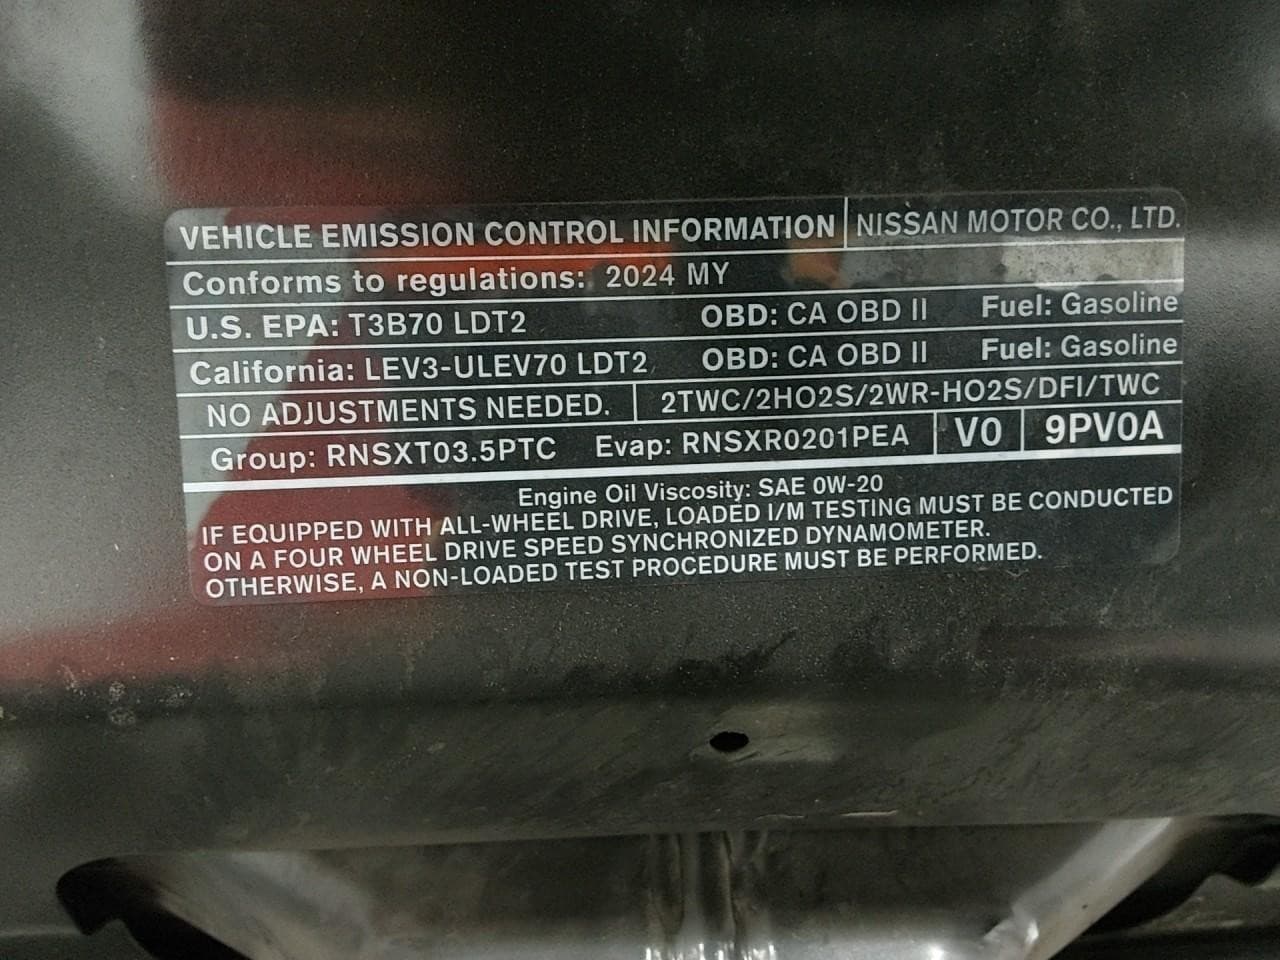 VEHICLE EMISSION CONTROL INFORMATION NISSAN MOTOR CO., LTD.
Conforms to regulations: 2024 MY
U.S. EPA: T3B70 LDT2 OBD: CA OBD II Fuel: Gasoline
California: LEV3-ULEV70 LDT2 OBD: CA OBD II Fuel: Gasoline
NO ADJUSTMENTS NEEDED. 2TWC/2HO2S/2WR-HO2S/DFI/TWC
Group: RNSXT03.5PTC Evap: RNSXR0201PEA V0 9PV0A
Engine Oil Viscosity: SAE 0W-20
IF EQUIPPED WITH ALL-WHEEL DRIVE, LOADED I/M TESTING MUST BE CONDUCTED
ON A FOUR WHEEL DRIVE SPEED SYNCHRONIZED DYNAMOMETER.
OTHERWISE, A NON-LOADED TEST PROCEDURE MUST BE PERFORMED.